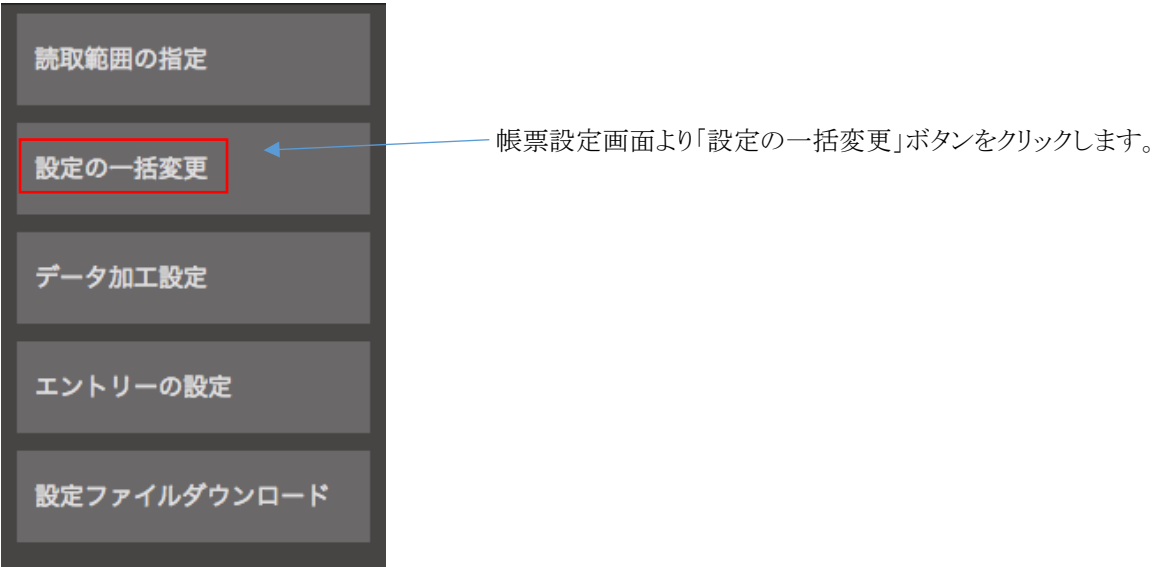 読取範囲の指定
設定の一括変更
帳票設定画面より「設定の一括変更」ボタンをクリックします。
データ加工設定
エントリーの設定
設定ファイルダウンロード